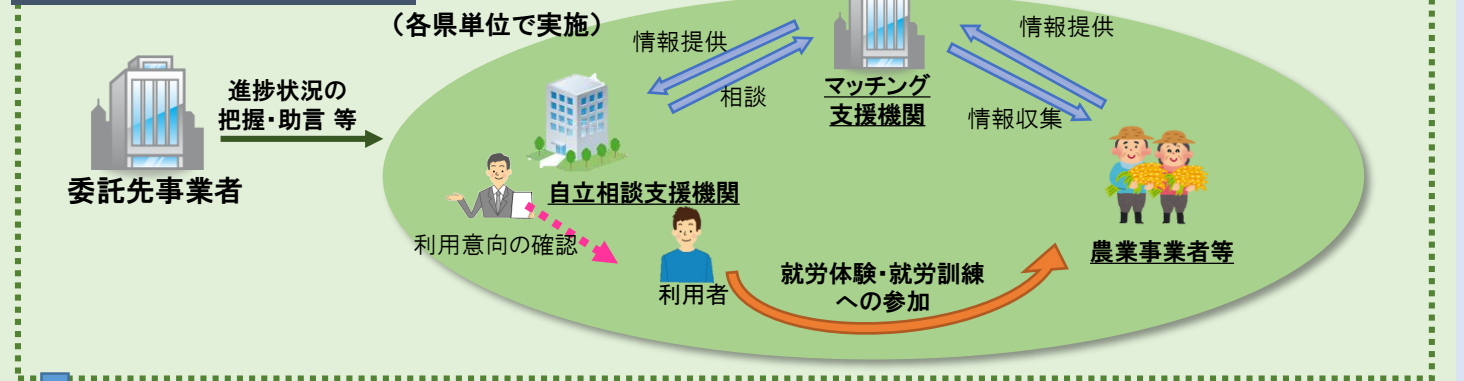 （各県単位で実施）
情報提供
情報提供
進捗状況の
把握・助言 等
相談
マッチング
支援機関
情報収集
委託先事業者
自立相談支援機関
利用意向の確認
利用者
就労体験・就労訓練
への参加
農業事業者等